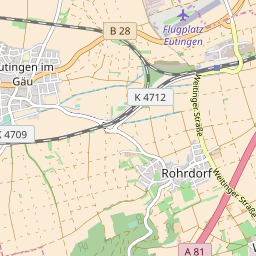 B 28
Flugplatz
Eutingen
utingen im
Gäu
K 4712
K 4709
Weitinger Straße
Rohrdorf
Weitinger Straße
A 81